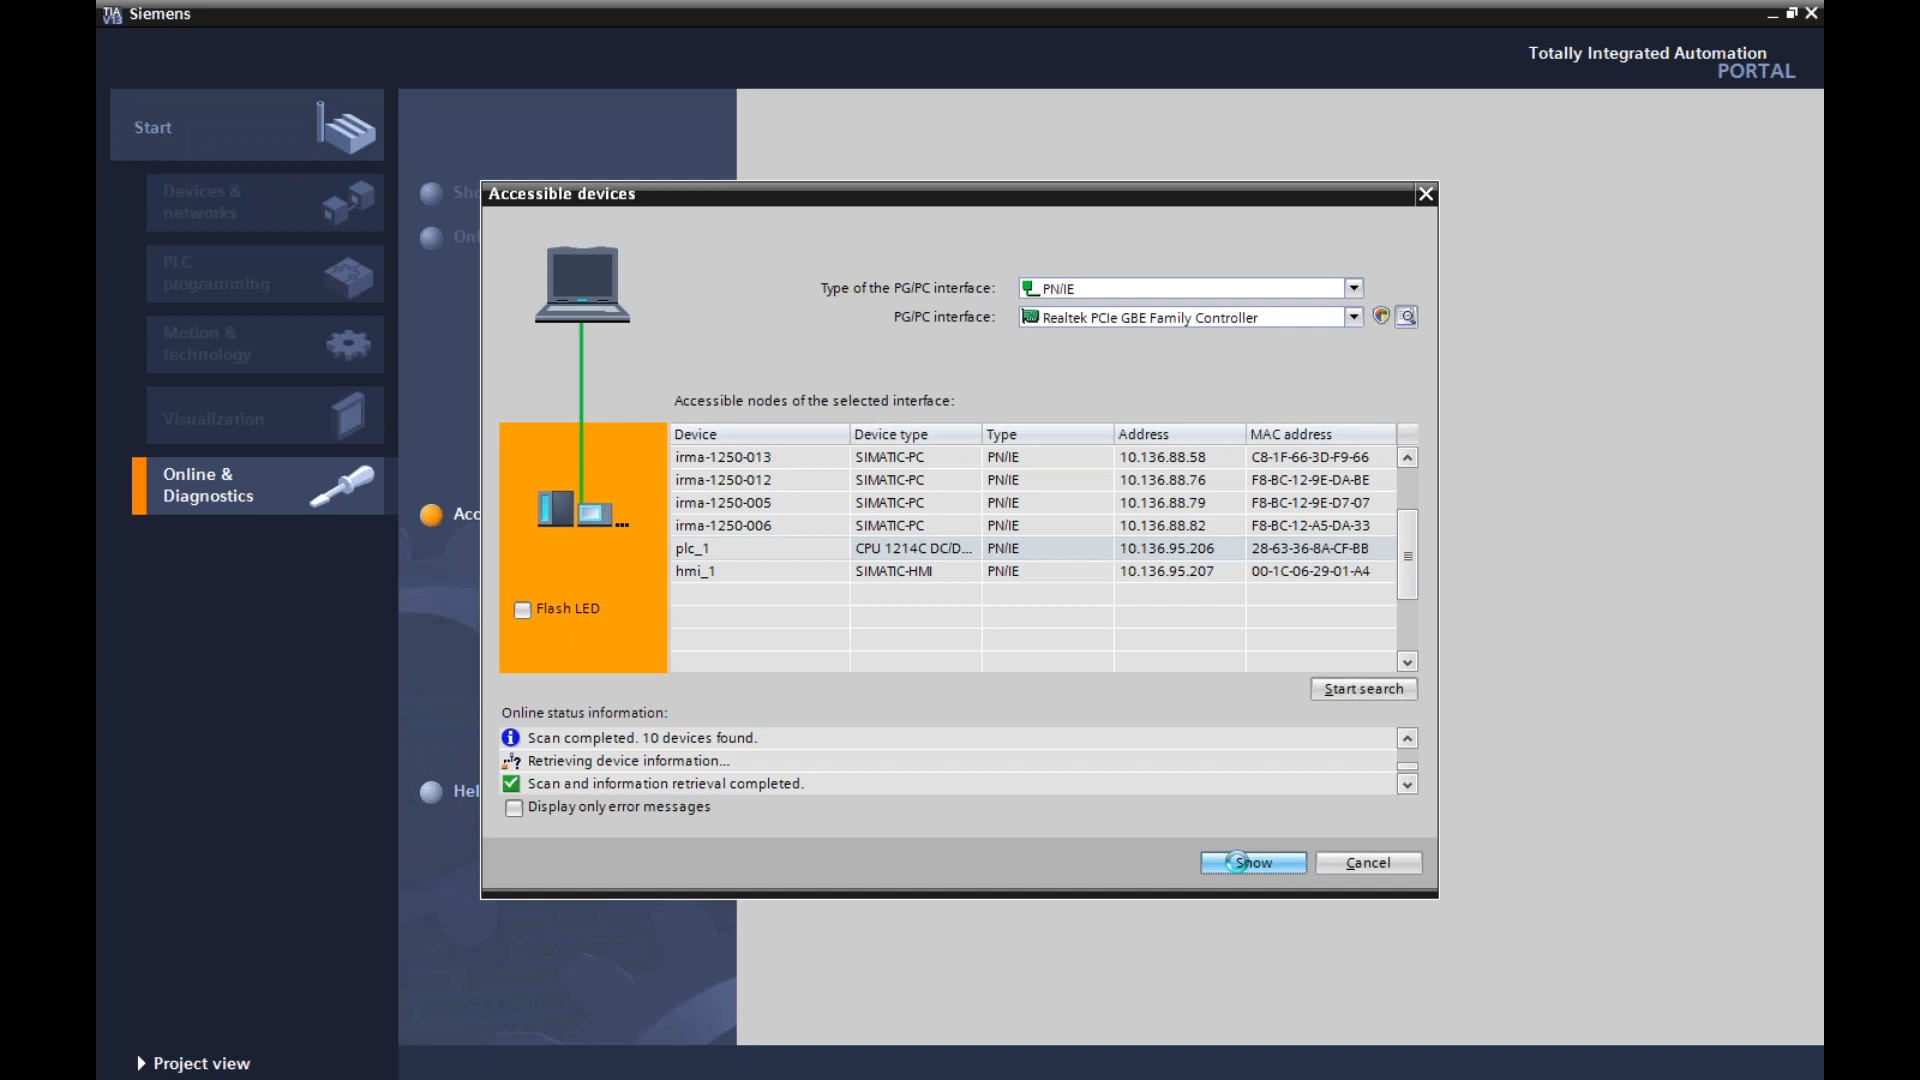 TIA V13 Siemens
Totally Integrated Automation
PORTAL
Start
Devices &
networks
PLC
programming
Motion &
technology
Visualization
Online &
Diagnostics
Sho
Onl
Acc
Hel
Accessible devices
Type of the PG/PC interface: PN/IE
PG/PC interface: Realtek PCIe GBE Family Controller
Accessible nodes of the selected interface:
Device Device type Type Address MAC address
irma-1250-013 SIMATIC-PC PN/IE 10.136.88.58 C8-1F-66-3D-F9-66
irma-1250-012 SIMATIC-PC PN/IE 10.136.88.76 F8-BC-12-9E-DA-BE
irma-1250-005 SIMATIC-PC PN/IE 10.136.88.79 F8-BC-12-9E-D7-07
irma-1250-006 SIMATIC-PC PN/IE 10.136.88.82 F8-BC-12-A5-DA-33
plc_1 CPU 1214C DC/D... PN/IE 10.136.95.206 28-63-36-8A-CF-BB
hmi_1 SIMATIC-HMI PN/IE 10.136.95.207 00-1C-06-29-01-A4
Flash LED
Start search
Online status information:
Scan completed. 10 devices found.
Retrieving device information...
Scan and information retrieval completed.
Display only error messages
Show Cancel
Project view